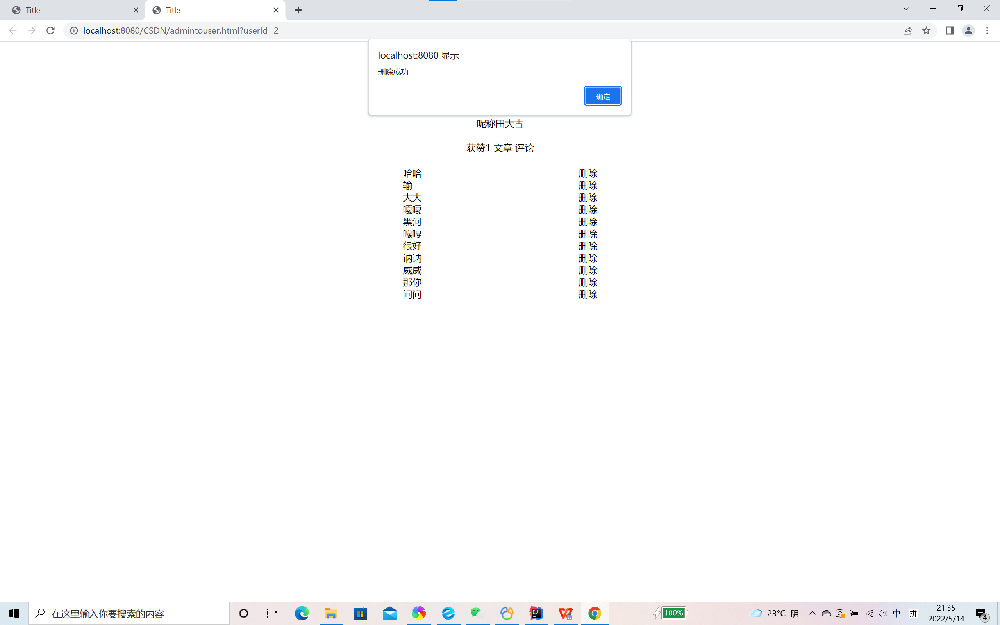 Title
Title
localhost:8080/CSDN/admintouser.html?userId=2
localhost:8080 显示
删除成功
确定
昵称田大古
获赞1 文章 评论
哈哈 删除
输 删除
大大 删除
嘎嘎 删除
黑河 删除
嘎嘎 删除
很好 删除
讷讷 删除
威威 删除
那你 删除
问问 删除
在这里输入你要搜索的内容
100%
23°C 阴
中
拼
21:35
2022/5/14
4